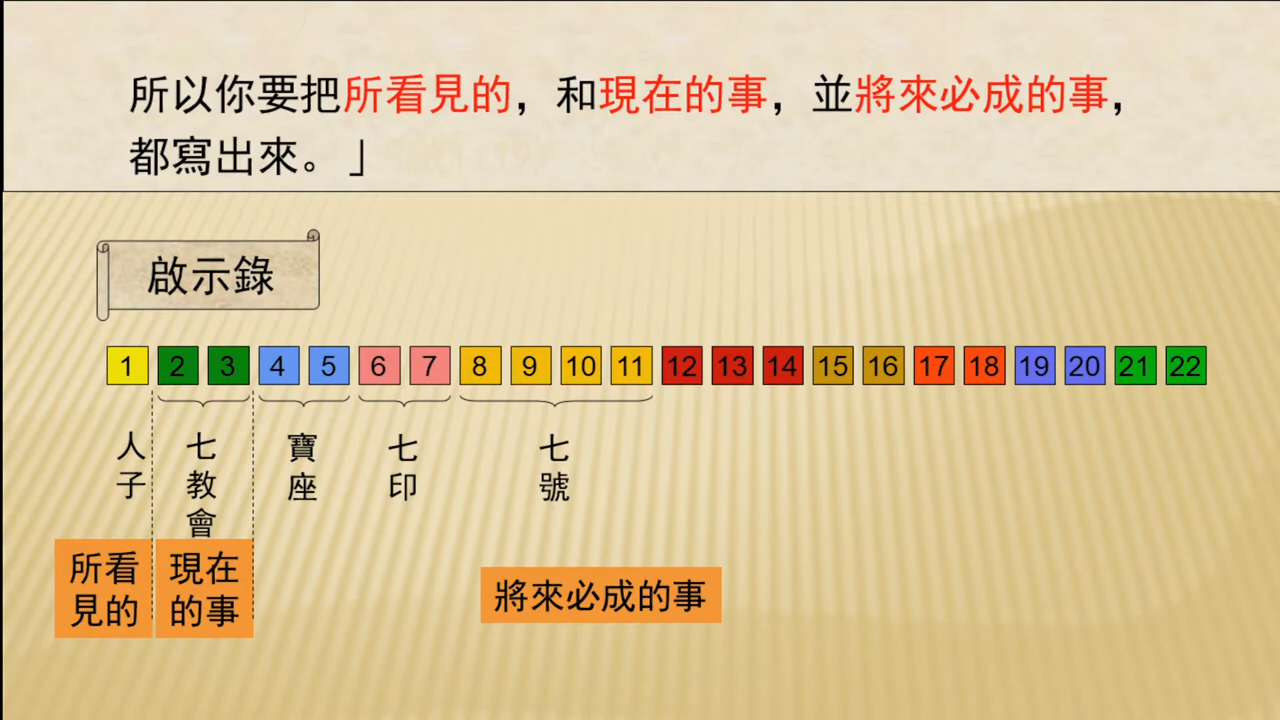 所以你要把所看見的，和現在的事，並將來必成的事，
都寫出來。」
啟示錄
1 2 3 4 5 6 7 8 9 10 11 12 13 14 15 16 17 18 19 20 21 22
人子
七教會
寶座
七印
七號
所看
見的
現在
的事
將來必成的事